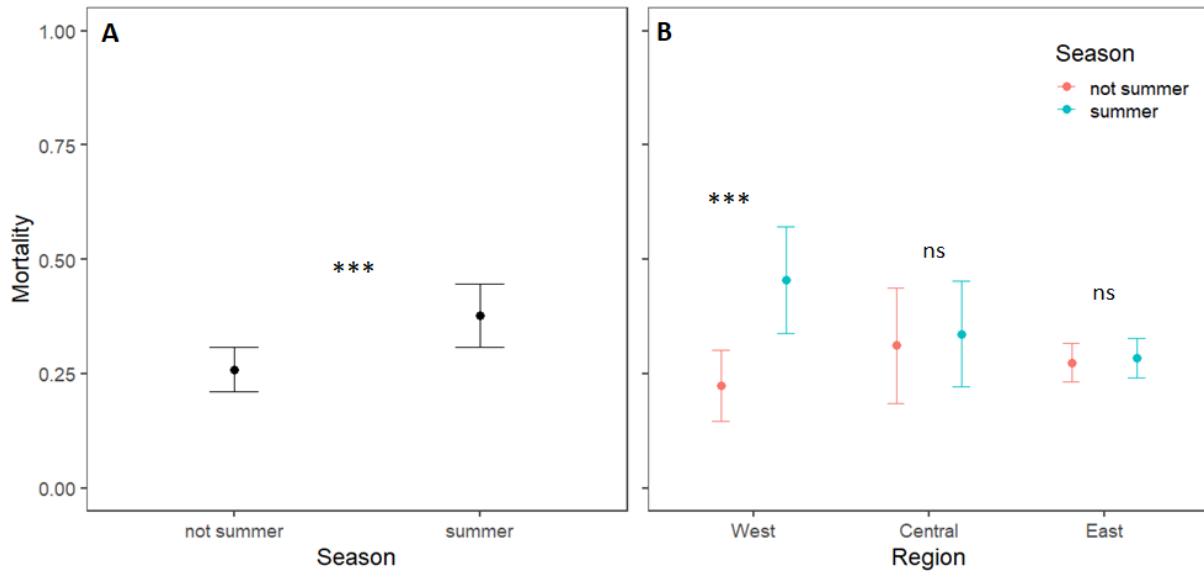 A
B
1.00
0.75
0.50
0.25
0.00
Mortality
***
not summer
summer
Season
Season
not summer
summer
***
ns
ns
West
Central
East
Region